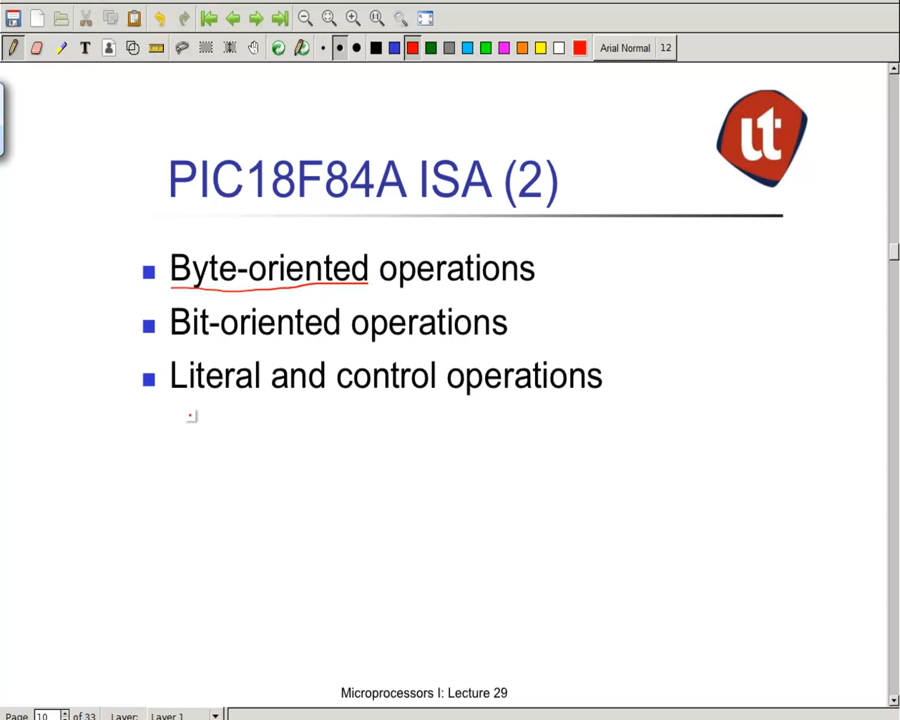 T
Arial Normal 12
ut
PIC18F84A ISA (2)
Byte-oriented operations
Bit-oriented operations
Literal and control operations
Microprocessors I: Lecture 29
Page 10 of 33 Layer: Layer 1